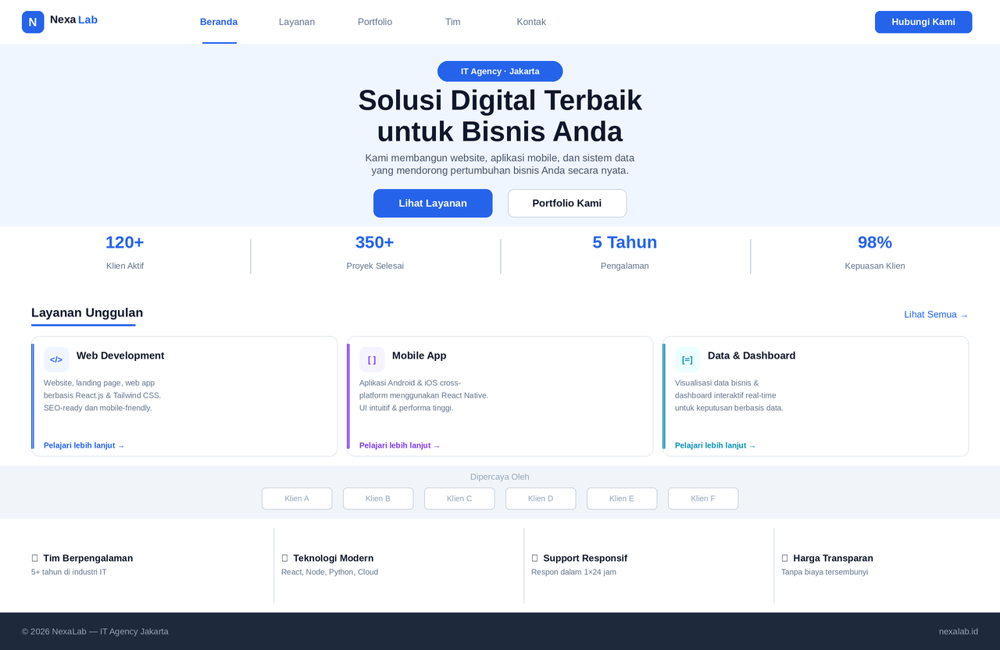 N
Nexa Lab
Beranda
Layanan
Portfolio
Tim
Kontak
Hubungi Kami
IT Agency · Jakarta
Solusi Digital Terbaik
untuk Bisnis Anda
Kami membangun website, aplikasi mobile, dan sistem data
yang mendorong pertumbuhan bisnis Anda secara nyata.
Lihat Layanan
Portfolio Kami
120+
Klien Aktif
350+
Proyek Selesai
5 Tahun
Pengalaman
98%
Kepuasan Klien
Layanan Unggulan
Lihat Semua →
</>
Web Development
Website, landing page, web app
berbasis React.js & Tailwind CSS.
SEO-ready dan mobile-friendly.
Pelajari lebih lanjut →
[ ]
Mobile App
Aplikasi Android & iOS cross-
platform menggunakan React Native.
UI intuitif & performa tinggi.
Pelajari lebih lanjut →
[=]
Data & Dashboard
Visualisasi data bisnis &
dashboard interaktif real-time
untuk keputusan berbasis data.
Pelajari lebih lanjut →
Dipercaya Oleh
Klien A
Klien B
Klien C
Klien D
Klien E
Klien F
Tim Berpengalaman
5+ tahun di industri IT
Teknologi Modern
React, Node, Python, Cloud
Support Responsif
Respon dalam 1×24 jam
Harga Transparan
Tanpa biaya tersembunyi
© 2026 NexaLab — IT Agency Jakarta
nexalab.id